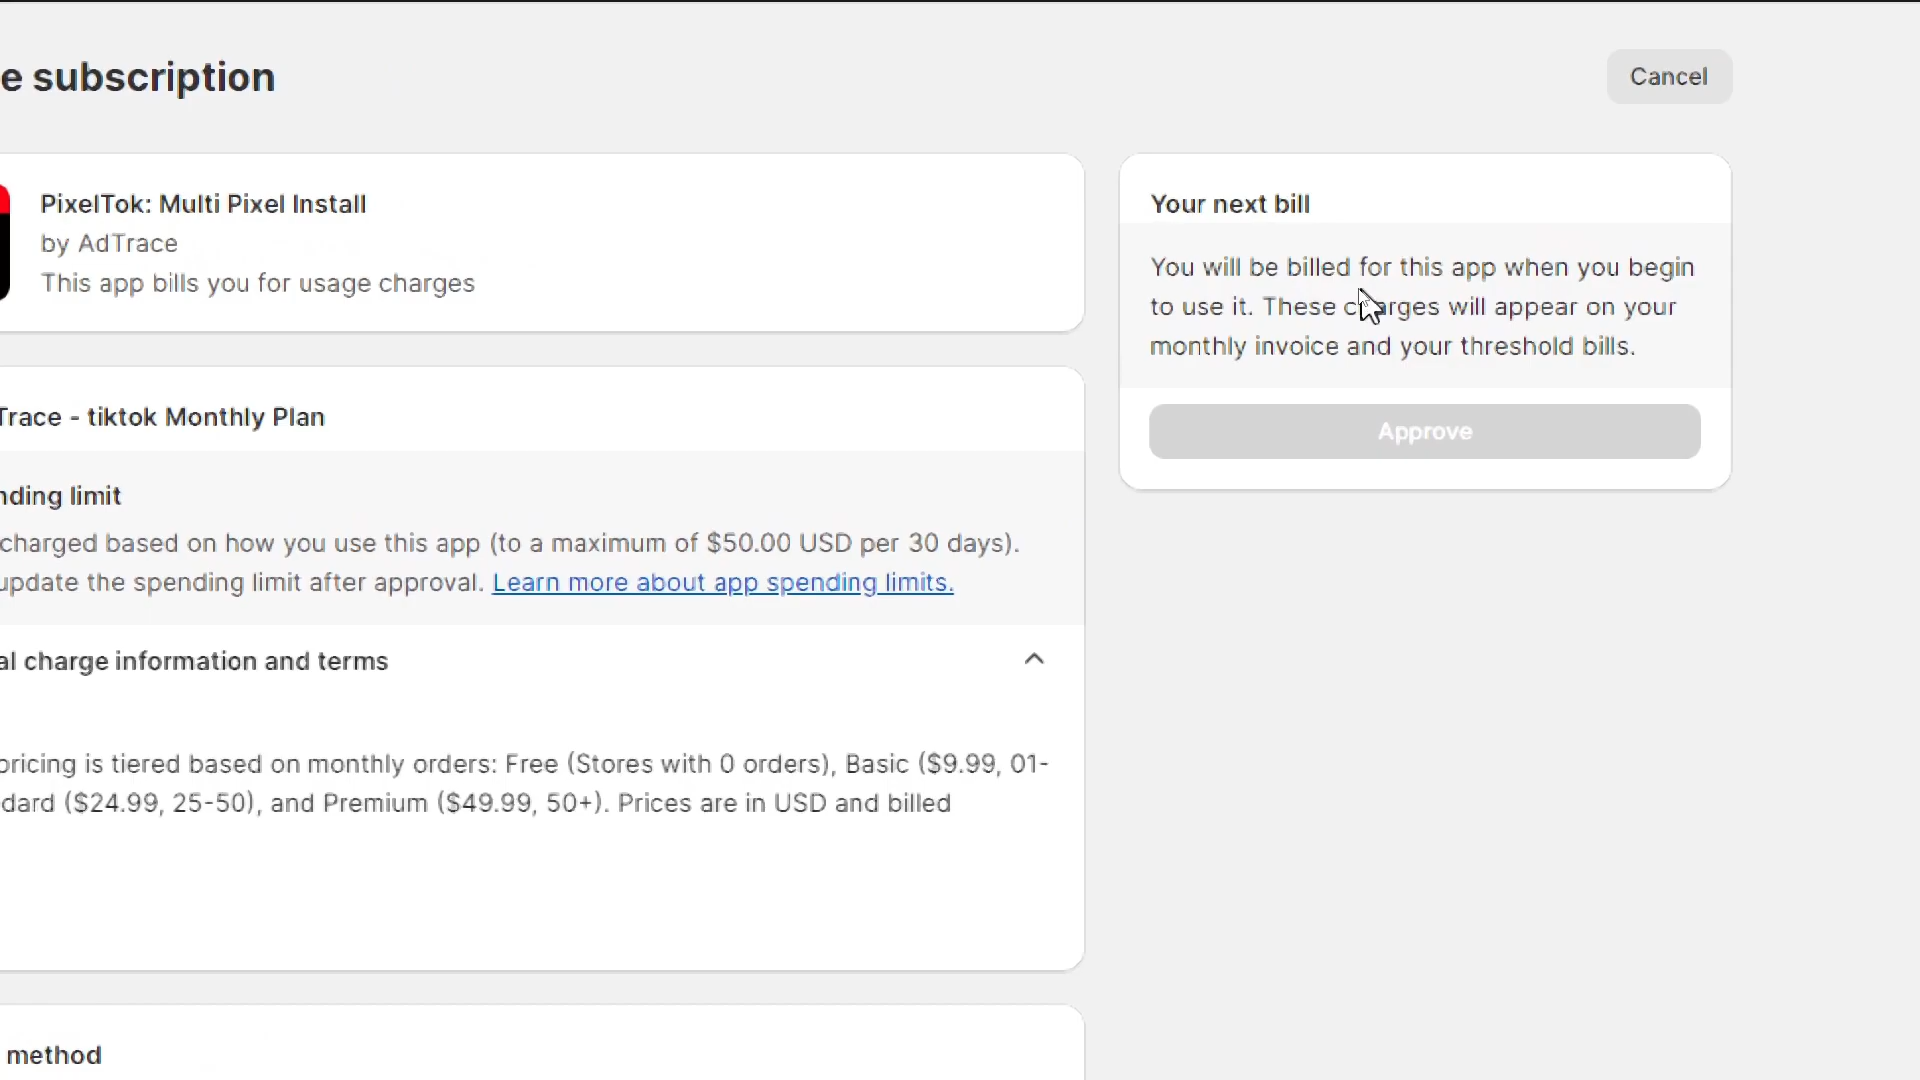 e subscription
Cancel
PixelTok: Multi Pixel Install
by AdTrace
This app bills you for usage charges
Trace - tiktok Monthly Plan
nding limit
charged based on how you use this app (to a maximum of $50.00 USD per 30 days).
update the spending limit after approval. Learn more about app spending limits.
al charge information and terms
pricing is tiered based on monthly orders: Free (Stores with 0 orders), Basic ($9.99, 01-
dard ($24.99, 25-50), and Premium ($49.99, 50+). Prices are in USD and billed
method
Your next bill
You will be billed for this app when you begin
to use it. These charges will appear on your
monthly invoice and your threshold bills.
Approve